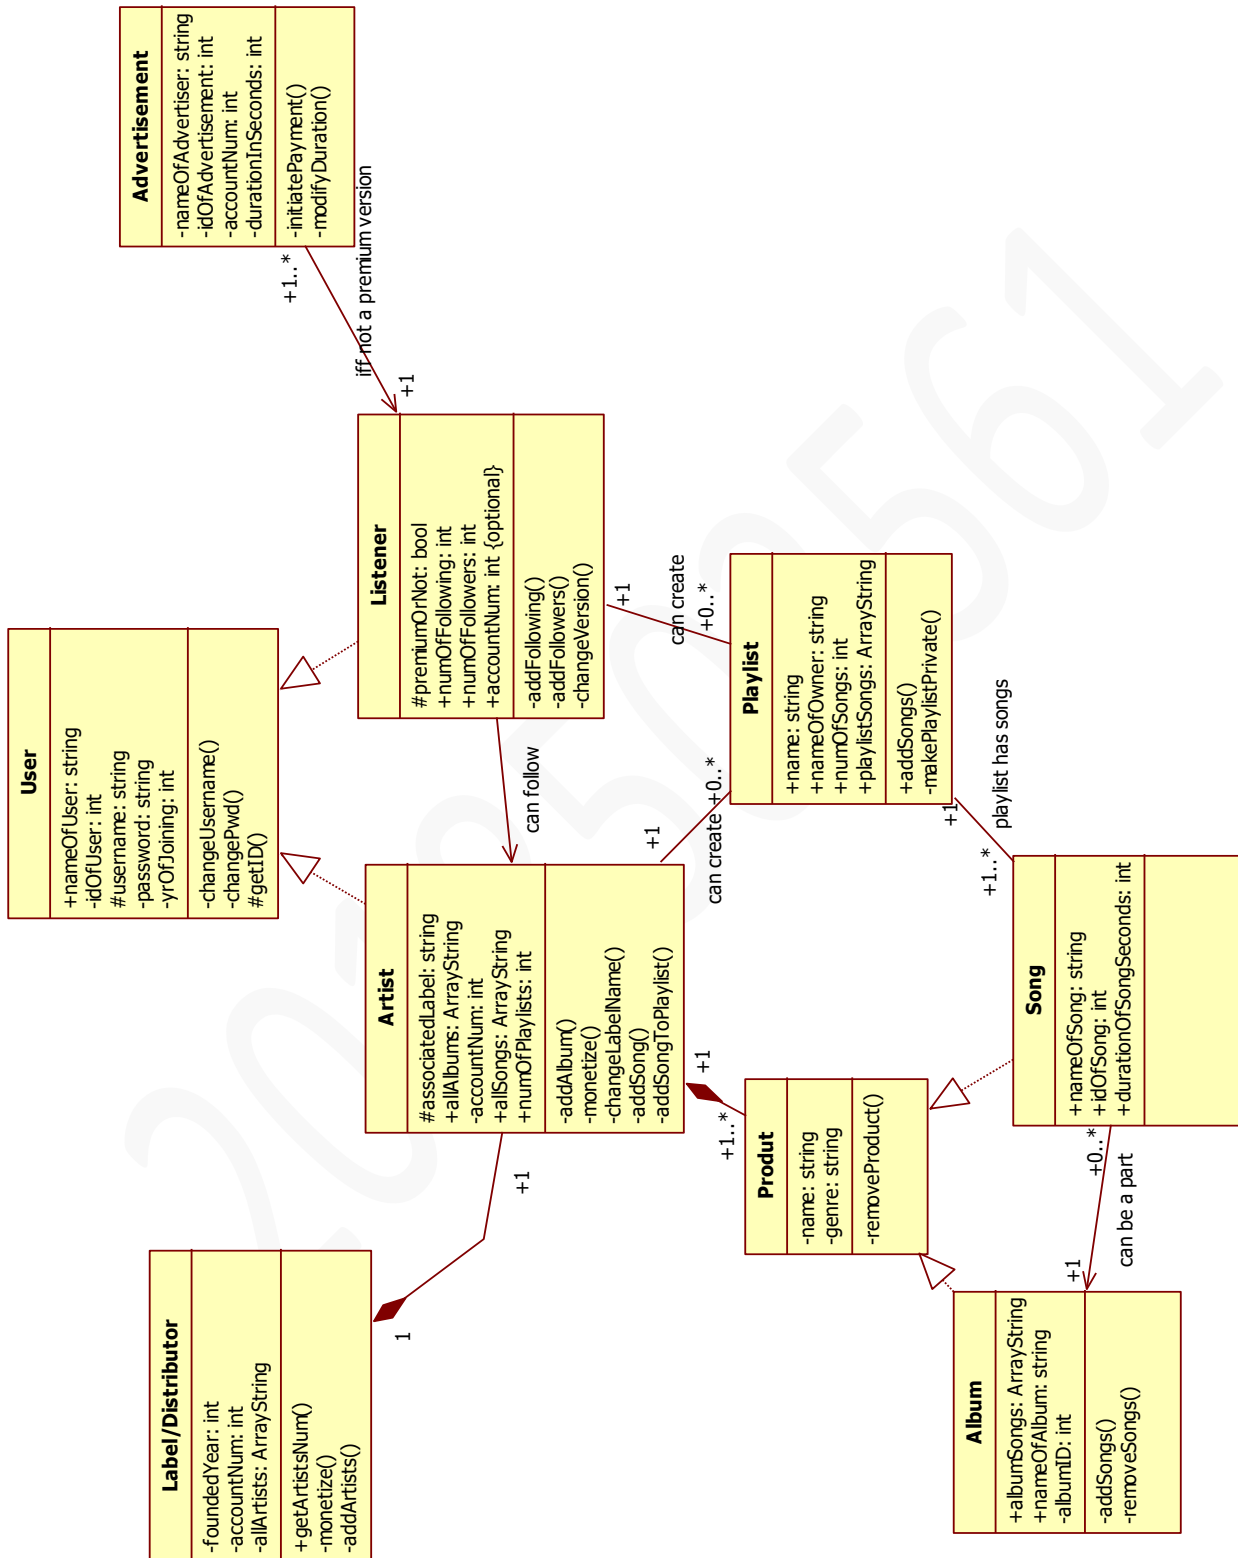 Label/Distributor
-foundedYear: int
-accountNum: int
-allArtists: ArrayString
+getArtistsNum()
-monetize()
-addArtists()
User
+nameOfUser: string
-idOfUser: int
#username: string
-password: string
-yrOfJoining: int
-changeUsername()
-changePwd()
#getID()
Advertisement
-nameOfAdvertiser: string
-idOfAdvertisement: int
-accountNum: int
-durationInSeconds: int
-initiatePayment()
-modifyDuration()
1
+1
+1..*
iff not a premium version
+1
Artist
#associatedLabel: string
+allAlbums: ArrayString
-accountNum: int
+allSongs: ArrayString
+numOfPlaylists: int
-addAlbum()
-monetize()
-changeLabelName()
-addSong()
-addSongToPlaylist()
can follow
Listener
#premiumOrNot: bool
+numOfFollowing: int
+numOfFollowers: int
+accountNum: int {optional}
-addFollowing()
-addFollowers()
-changeVersion()
+1
+1..*
+1
can create
+0..*
+1
can create
+0..*
Produt
-name: string
-genre: string
-removeProduct()
Playlist
+name: string
+nameOfOwner: string
+numOfSongs: int
+playlistSongs: ArrayString
+addSongs()
-makePlaylistPrivate()
+1
playlist has songs
+1..*
Album
+albumSongs: ArrayString
+nameOfAlbum: string
-albumID: int
-addSongs()
-removeSongs()
+1
can be a part
+0..*
Song
+nameOfSong: string
+idOfSong: int
+durationOfSongSeconds: int